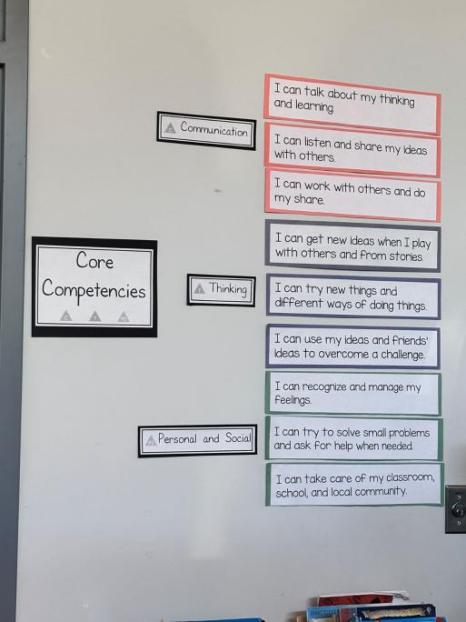 Core
Competencies
Communication
I can talk about my thinking
and learning
I can listen and share my ideas
with others.
I can work with others and do
my share.
Thinking
I can get new ideas when I play
with others and from stories.
I can try new things and
different ways of doing things.
I can use my ideas and friends'
ideas to overcome a challenge.
Personal and Social
I can recognize and manage my
feelings.
I can try to solve small problems
and ask for help when needed.
I can take care of my classroom,
school, and local community.